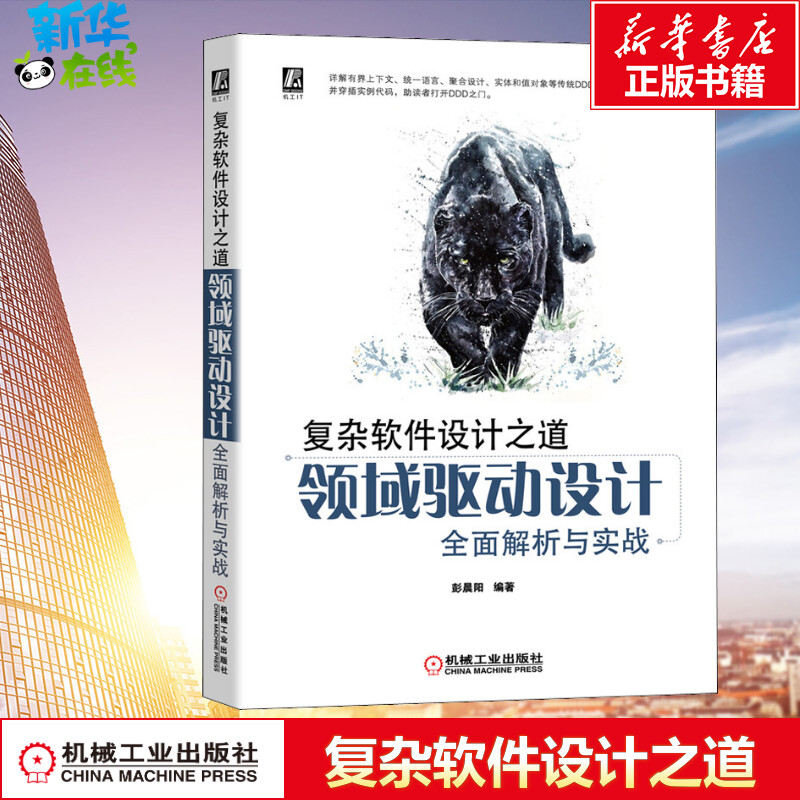 新华
在线
新华书店
正版书籍
机工IT
机工IT
详解有界上下文、统一语言、聚合设计、实体和值对象等传统DDD
并穿插实例代码，助读者打开DDD之门。
复杂软件设计之道
领域驱动设计
全面解析与实战
机械工业出版社
CHINA MACHINE PRESS
复杂软件设计之道
领域驱动设计
全面解析与实战
彭晨阳 编著
机械工业出版社
CHINA MACHINE PRESS
机械工业出版社
CHINA MACHINE PRESS
复杂软件设计之道